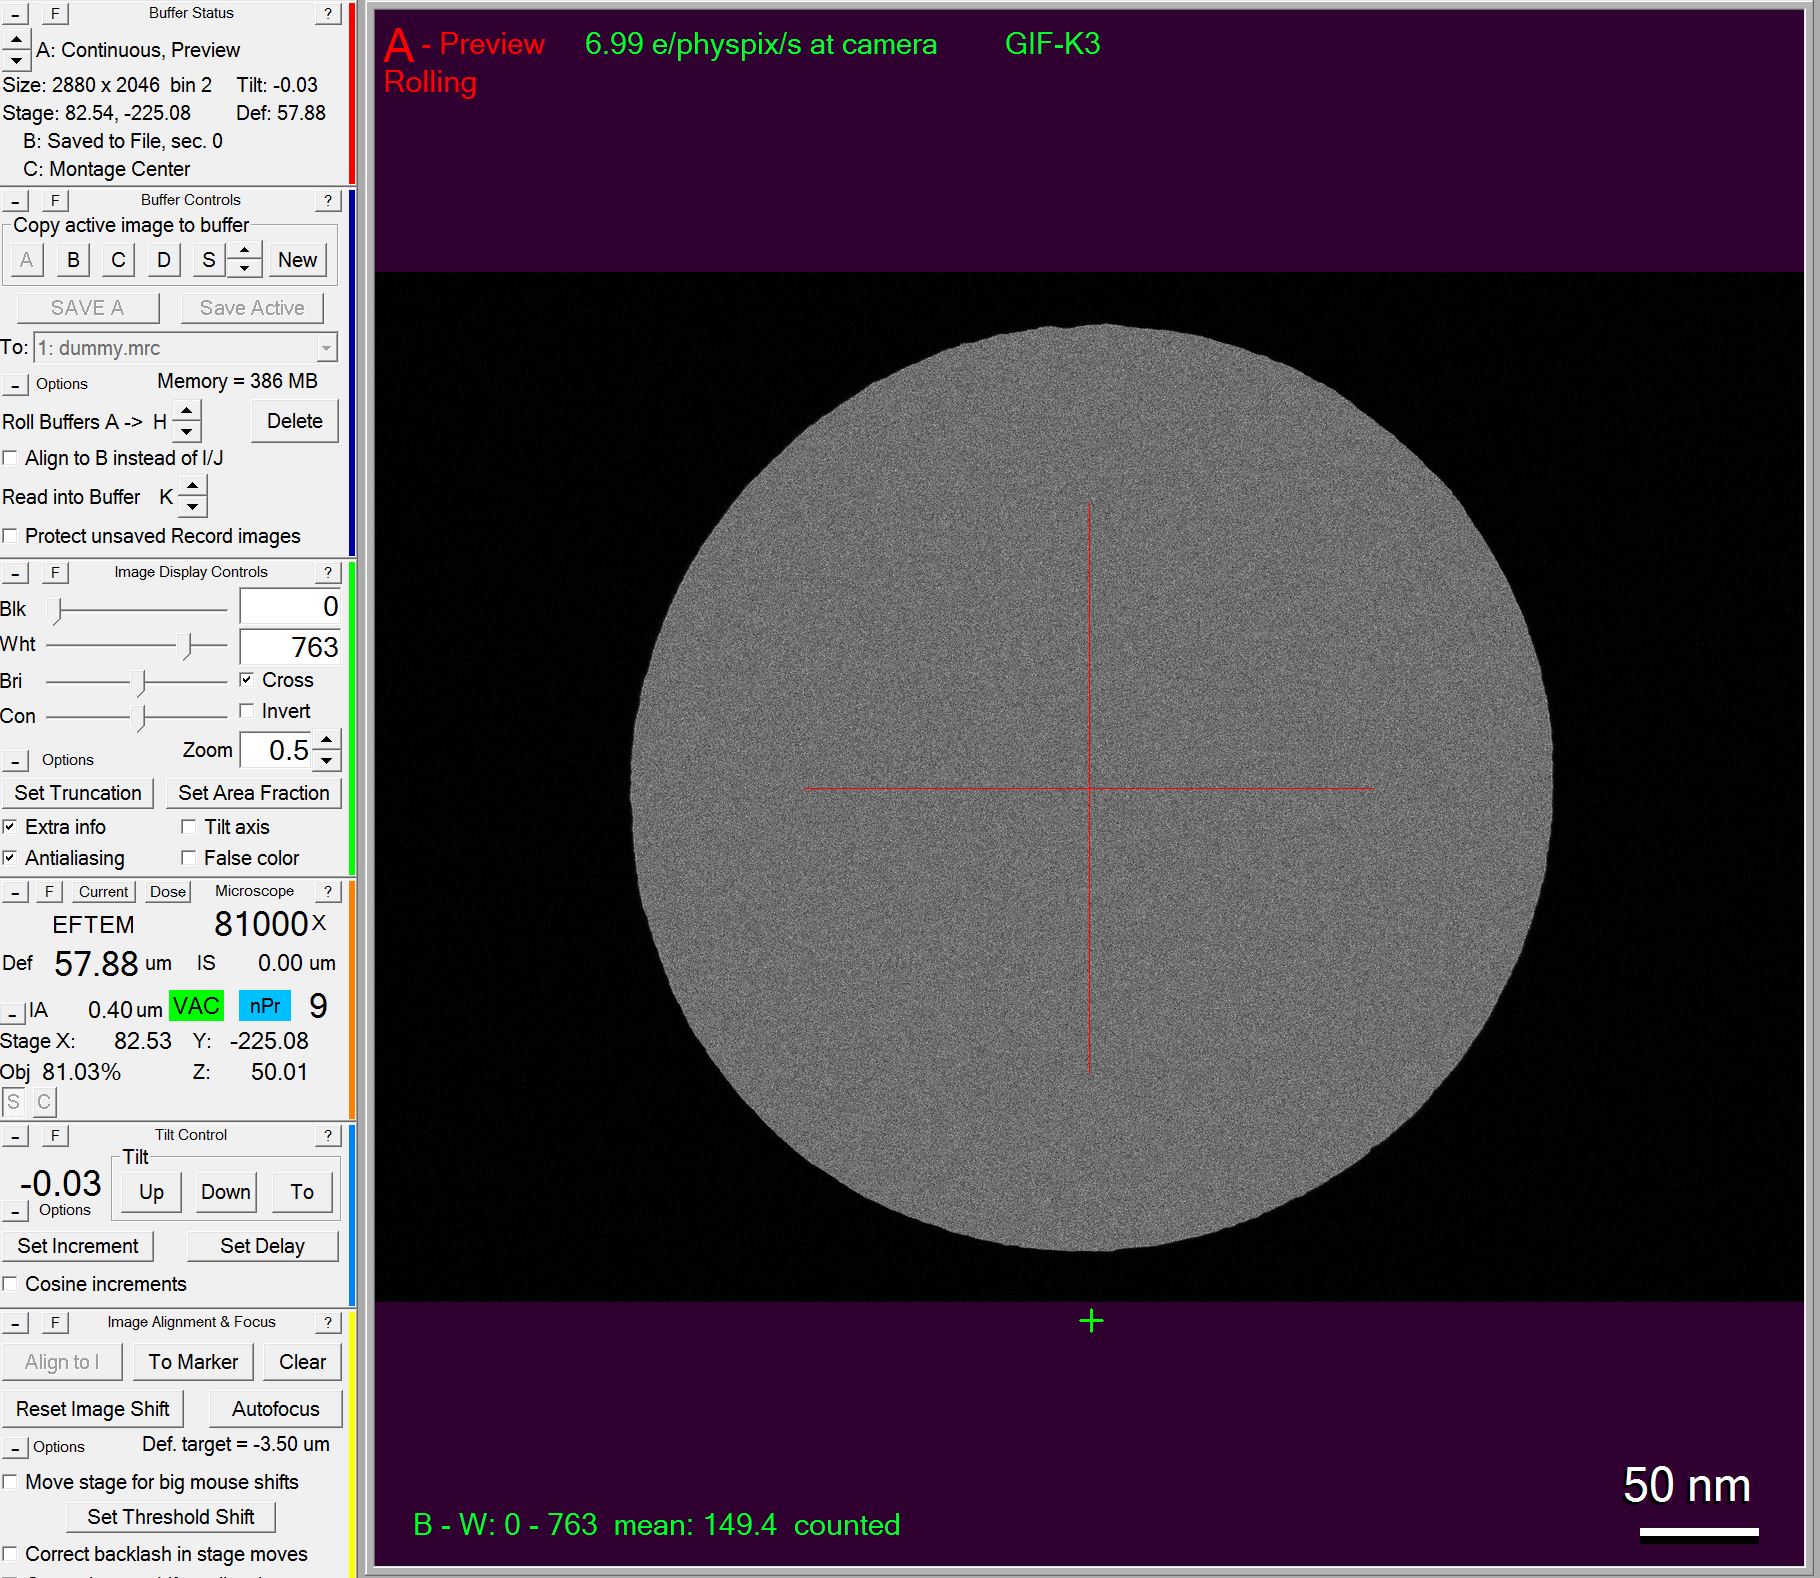 - F Buffer Status ?
A: Continuous, Preview
Size: 2880 x 2046 bin 2 Tilt: -0.03
Stage: 82.54, -225.08 Def: 57.88
B: Saved to File, sec. 0
C: Montage Center
- F Buffer Controls ?
Copy active image to buffer
A B C D S New
SAVE A Save Active
To: 1: dummy.mrc
- Options Memory = 386 MB
Roll Buffers A -> H Delete
Align to B instead of I/J
Read into Buffer K
Protect unsaved Record images
- F Image Display Controls ?
Blk 0
Wht 763
Bri Cross
Con Invert
Zoom 0.5
- Options
Set Truncation Set Area Fraction
Extra info Tilt axis
Antialiasing False color
- F Current Dose Microscope ?
EFTEM 81000 X
Def 57.88 um IS 0.00 um
- IA 0.40 um VAC nPr 9
Stage X: 82.53 Y: -225.08
Obj 81.03% Z: 50.01
S C
- F Tilt Control ?
Tilt
-0.03 Up Down To
- Options
Set Increment Set Delay
Cosine increments
- F Image Alignment & Focus ?
Align to I To Marker Clear
Reset Image Shift Autofocus
- Options Def. target = -3.50 um
Move stage for big mouse shifts
Set Threshold Shift
Correct backlash in stage moves
A - Preview 6.99 e/physpix/s at camera GIF-K3
Rolling
50 nm
B - W: 0 - 763 mean: 149.4 counted